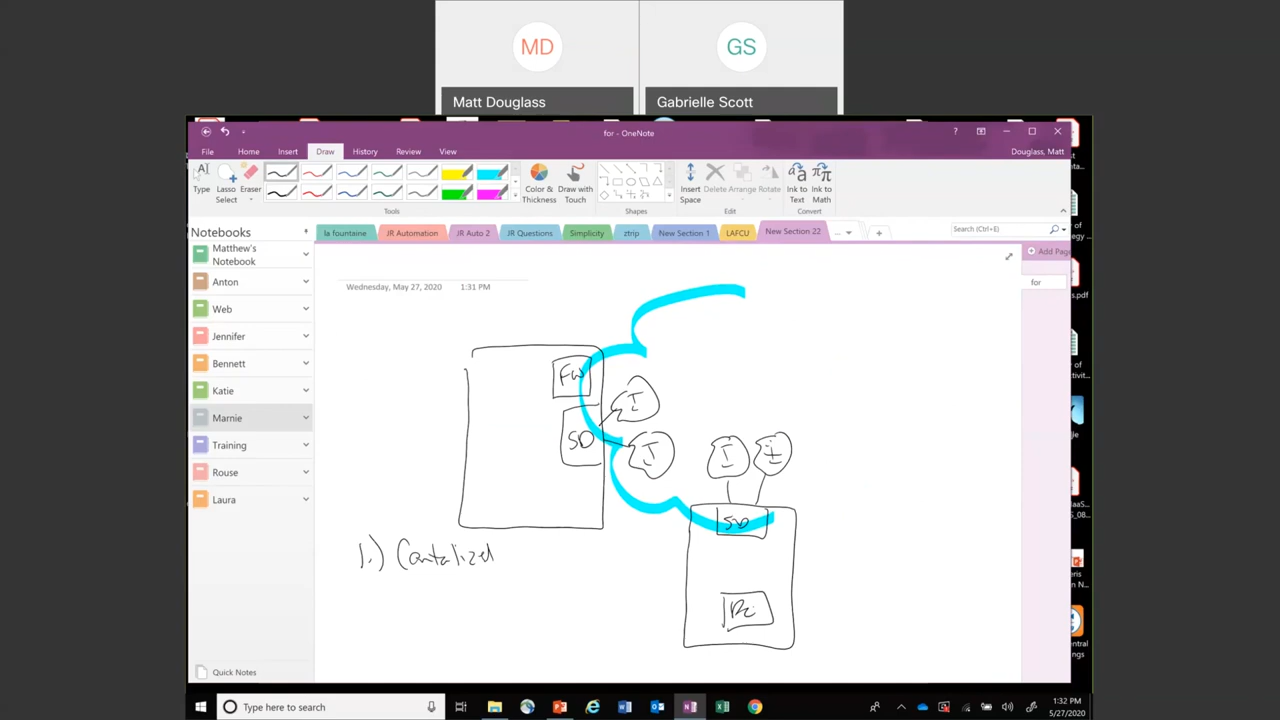 MD
GS
Matt Douglass
Gabrielle Scott
for - OneNote
?
File
Home
Insert
Draw
History
Review
View
Douglass, Matt
Type
Lasso Select
Eraser
Color & Thickness
Draw with Touch
Insert Space
Delete
Arrange
Rotate
Ink to Text
Ink to Math
Tools
Shapes
Edit
Convert
Notebooks
la fountaine
JR Automation
JR Auto 2
JR Questions
Simplicity
ztrip
New Section 1
LAFCU
New Section 22
...
+
Search (Ctrl+E)
Matthew's Notebook
Anton
Web
Jennifer
Bennett
Katie
Marnie
Training
Rouse
Laura
Quick Notes
Add Page
for
Wednesday, May 27, 2020
1:31 PM
FW
I
SD
I
I
I
SD
1.) Centalized
Pc
Type here to search
1:32 PM
5/27/2020